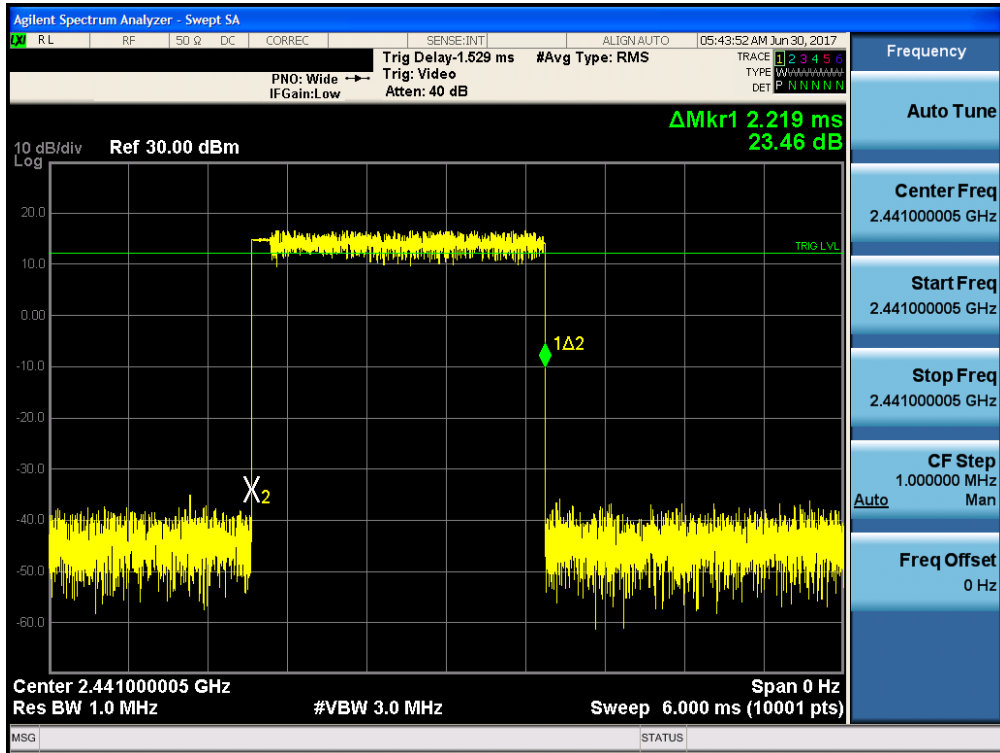 Agilent Spectrum Analyzer - Swept SA
LXI RL RF 50 Ω DC CORREC SENSE:INT ALIGN AUTO 05:43:52 AM Jun 30, 2017
Trig Delay-1.529 ms #Avg Type: RMS TRACE 1 2 3 4 5 6
PNO: Wide Trig: Video TYPE WWWWWW
IFGain:Low Atten: 40 dB DET P N N N N N
ΔMkr1 2.219 ms
23.46 dB
10 dB/div Ref 30.00 dBm
Log
20.0
10.0
0.00
-10.0
-20.0
-30.0
-40.0
-50.0
-60.0
TRIG LVL
1Δ2
2
Center 2.441000005 GHz Span 0 Hz
Res BW 1.0 MHz #VBW 3.0 MHz Sweep 6.000 ms (10001 pts)
MSG STATUS
Frequency
Auto Tune
Center Freq
2.441000005 GHz
Start Freq
2.441000005 GHz
Stop Freq
2.441000005 GHz
CF Step
1.000000 MHz
Auto Man
Freq Offset
0 Hz